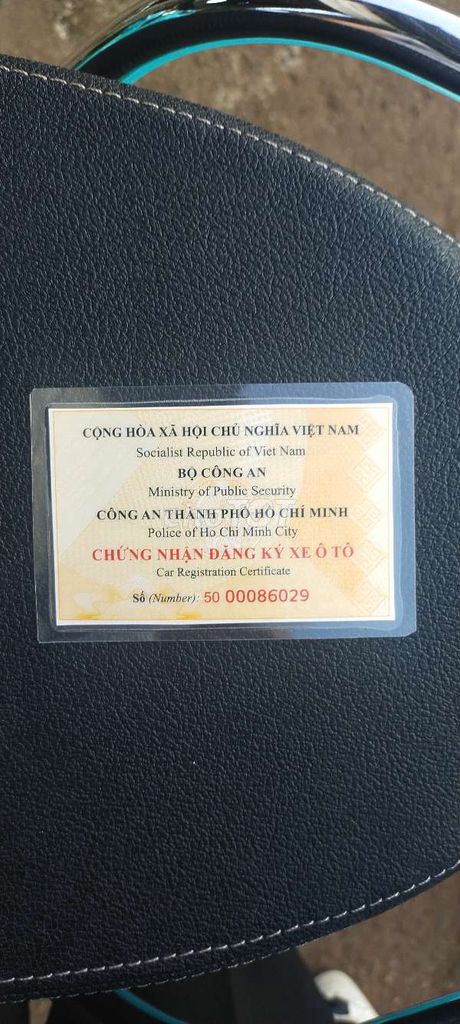 CỘNG HÒA XÃ HỘI CHỦ NGHĨA VIỆT NAM
Socialist Republic of Viet Nam
BỘ CÔNG AN
Ministry of Public Security
CÔNG AN THÀNH PHỐ HỒ CHÍ MINH
Police of Ho Chi Minh City
CHỨNG NHẬN ĐĂNG KÝ XE Ô TÔ
Car Registration Certificate
Số (Number): 50 00086029